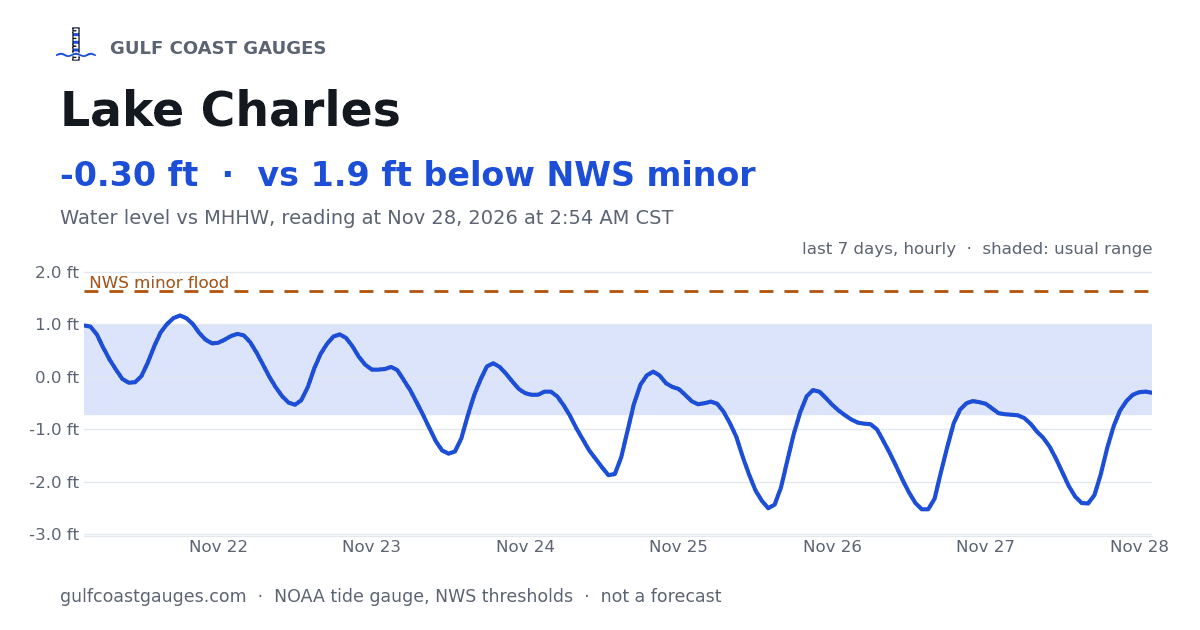 GULF COAST GAUGES
Lake Charles
-0.30 ft · vs 1.9 ft below NWS minor
Water level vs MHHW, reading at Nov 28, 2026 at 2:54 AM CST
last 7 days, hourly · shaded: usual range
2.0 ft
NWS minor flood
1.0 ft
0.0 ft
-1.0 ft
-2.0 ft
-3.0 ft
Nov 22 Nov 23 Nov 24 Nov 25 Nov 26 Nov 27 Nov 28
gulfcoastgauges.com · NOAA tide gauge, NWS thresholds · not a forecast